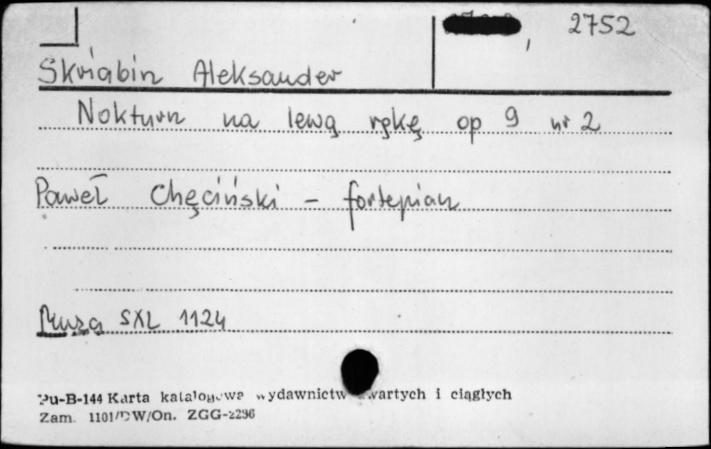 , 2752
Skriabin Aleksander
Nokturn na lewą rękę op 9 nr 2
Paweł Chęciński - fortepian
Muza SXL 1124
Pu-B-144 Karta katalogowa wydawnictw zwartych i ciągłych
Zam. 1101/DW/On. ZGG-2296